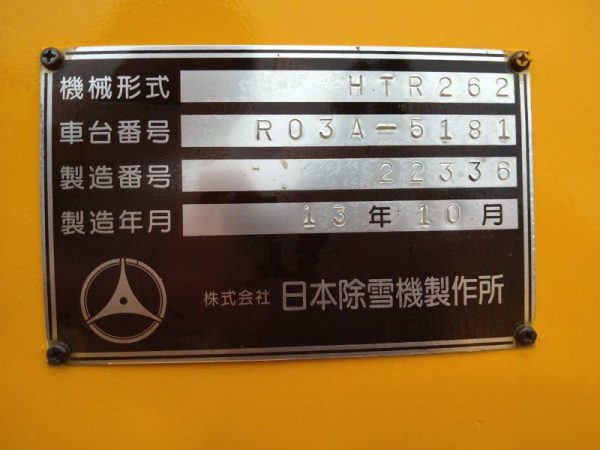 機械形式 HTR262
車台番号 R03A-5181
製造番号 22336
製造年月 13年10月
株式会社 日本除雪機製作所